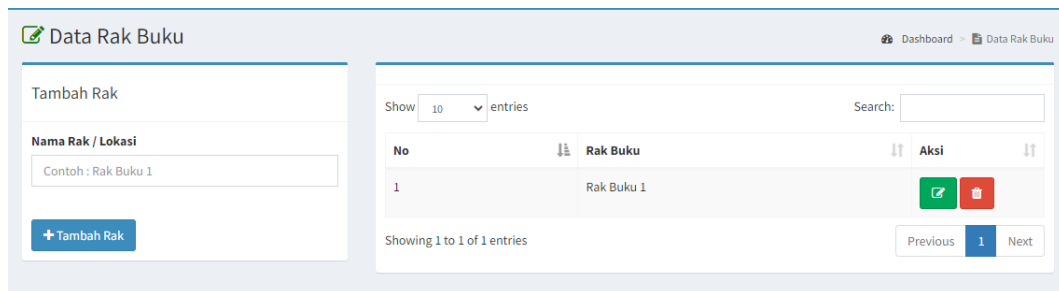 Data Rak Buku
Dashboard > Data Rak Buku
Tambah Rak
Nama Rak / Lokasi
Contoh : Rak Buku 1
+ Tambah Rak
Show 10 entries
Search:
No Rak Buku Aksi
1 Rak Buku 1
Showing 1 to 1 of 1 entries
Previous 1 Next